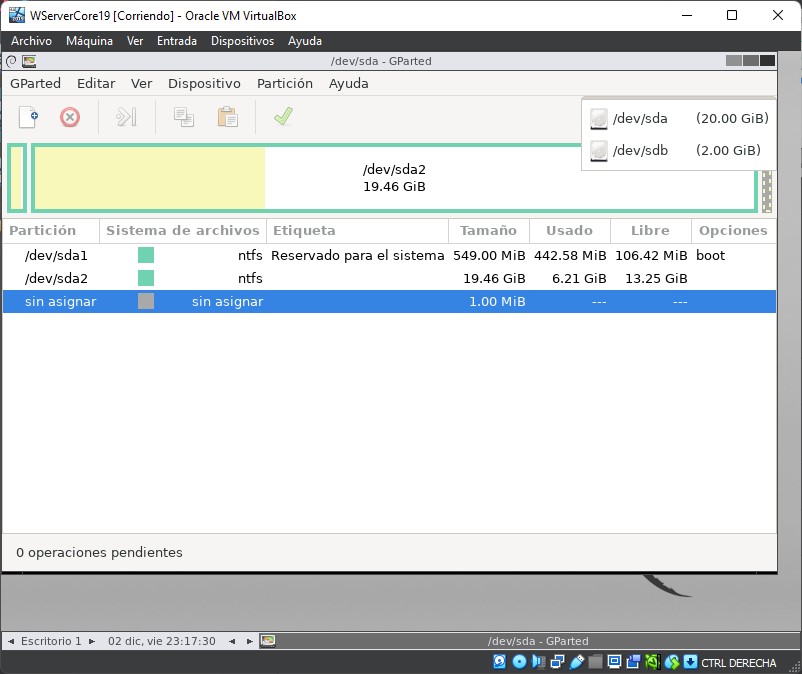 WServerCore19 [Corriendo] - Oracle VM VirtualBox
Archivo Máquina Ver Entrada Dispositivos Ayuda
/dev/sda - GParted
GParted Editar Ver Dispositivo Partición Ayuda
/dev/sda (20.00 GiB)
/dev/sdb (2.00 GiB)
/dev/sda2
19.46 GiB
Partición Sistema de archivos Etiqueta Tamaño Usado Libre Opciones
/dev/sda1 ntfs Reservado para el sistema 549.00 MiB 442.58 MiB 106.42 MiB boot
/dev/sda2 ntfs 19.46 GiB 6.21 GiB 13.25 GiB
sin asignar sin asignar 1.00 MiB --- ---
0 operaciones pendientes
Escritorio 1 02 dic, vie 23:17:30 /dev/sda - GParted
CTRL DERECHA